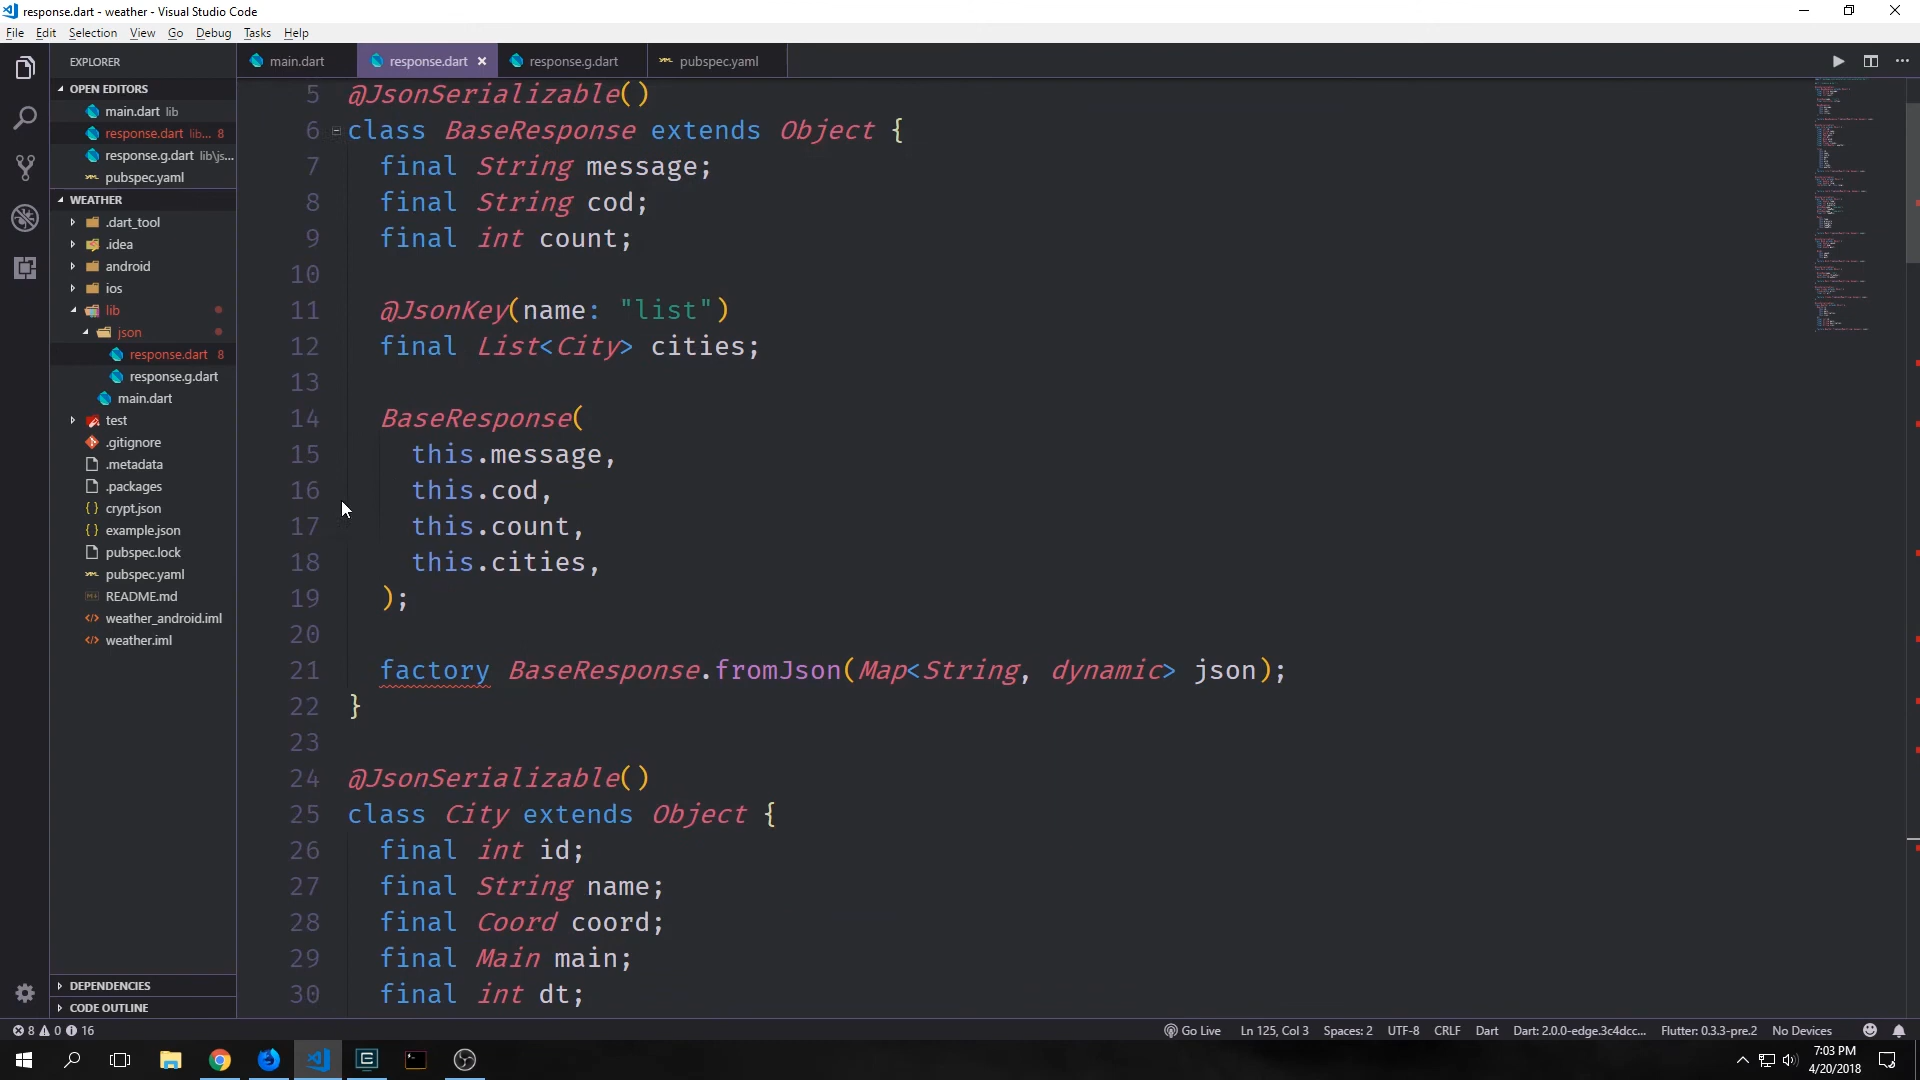 response.dart - weather - Visual Studio Code
File Edit Selection View Go Debug Tasks Help
EXPLORER
OPEN EDITORS
main.dart lib
response.dart lib... 8
response.g.dart lib\js...
pubspec.yaml
WEATHER
.dart_tool
.idea
android
ios
lib
json
response.dart 8
response.g.dart
main.dart
test
.gitignore
.metadata
.packages
crypt.json
example.json
pubspec.lock
pubspec.yaml
README.md
weather_android.iml
weather.iml
DEPENDENCIES
CODE OUTLINE
main.dart response.dart response.g.dart pubspec.yaml
5 @JsonSerializable()
6 class BaseResponse extends Object {
7 final String message;
8 final String cod;
9 final int count;
10
11 @JsonKey(name: "list")
12 final List<City> cities;
13
14 BaseResponse(
15 this.message,
16 this.cod,
17 this.count,
18 this.cities,
19 );
20
21 factory BaseResponse.fromJson(Map<String, dynamic> json);
22 }
23
24 @JsonSerializable()
25 class City extends Object {
26 final int id;
27 final String name;
28 final Coord coord;
29 final Main main;
30 final int dt;
8 0 16 Go Live Ln 125, Col 3 Spaces: 2 UTF-8 CRLF Dart Dart: 2.0.0-edge.3c4dcc... Flutter: 0.3.3-pre.2 No Devices
7:03 PM
4/20/2018